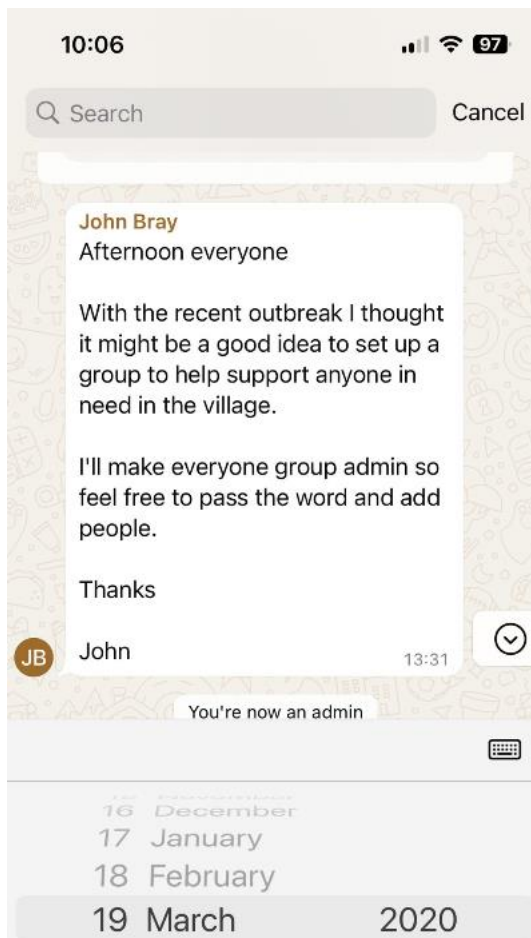 10:06
97
Search
Cancel
John Bray
Afternoon everyone
With the recent outbreak I thought
it might be a good idea to set up a
group to help support anyone in
need in the village.
I'll make everyone group admin so
feel free to pass the word and add
people.
Thanks
John
JB
13:31
You're now an admin
16 December
17 January
18 February
19 March 2020